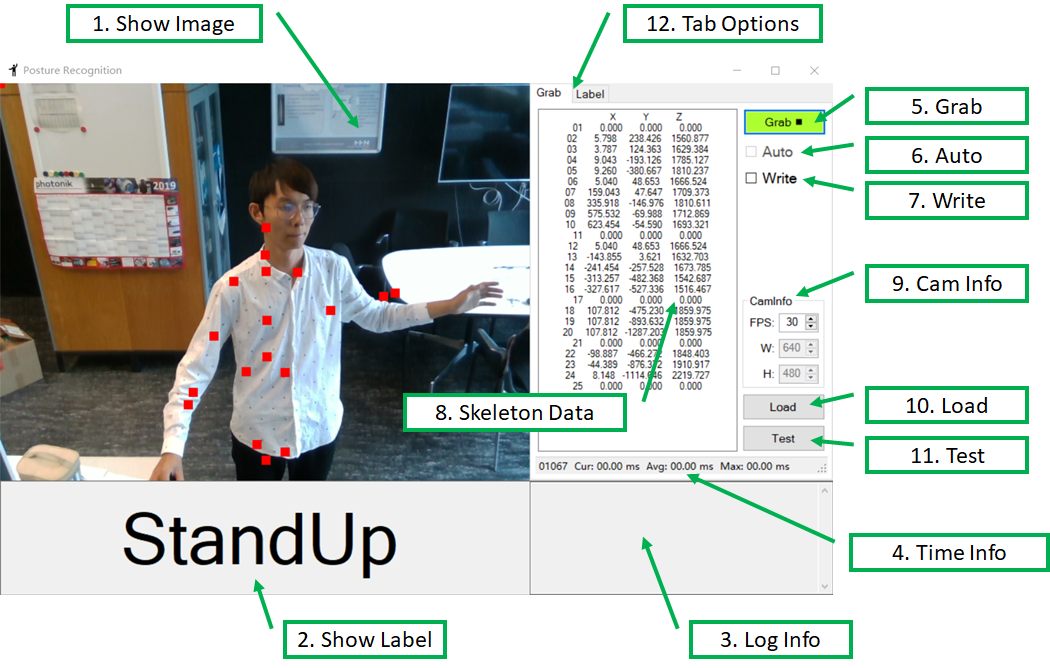 1. Show Image
12. Tab Options
Posture Recognition
photonik
2019
Grab Label
X Y Z
01 0.000 0.000 0.000
02 5.798 238.426 1560.877
03 3.787 124.363 1629.384
04 9.043 -193.126 1785.127
05 9.260 -380.667 1810.237
06 5.040 48.653 1666.524
07 159.043 47.647 1709.373
08 335.918 -146.976 1810.611
09 575.532 -69.988 1712.869
10 623.454 -54.590 1693.321
11 0.000 0.000 0.000
12 5.040 48.653 1666.524
13 -143.855 3.621 1632.703
14 -241.454 -257.528 1673.785
15 -313.257 -482.368 1542.687
16 -327.617 -527.336 1516.467
17 0.000 0.000 0.000
18 107.812 -475.230 1859.975
19 107.812 -893.632 1859.975
20 107.812 -1287.203 1859.975
21 0.000 0.000 0.000
22 -98.887 1848.403
23 -44.389 1910.917
24 8.148 2219.727
25 0.000 0.000 0.000
Grab
Auto
Write
CamInfo
FPS: 30
W: 640
H: 480
Load
Test
5. Grab
6. Auto
7. Write
9. Cam Info
8. Skeleton Data
10. Load
11. Test
01067 Cur: 00.00 ms Avg: 00.00 ms Max: 00.00 ms
StandUp
4. Time Info
2. Show Label
3. Log Info